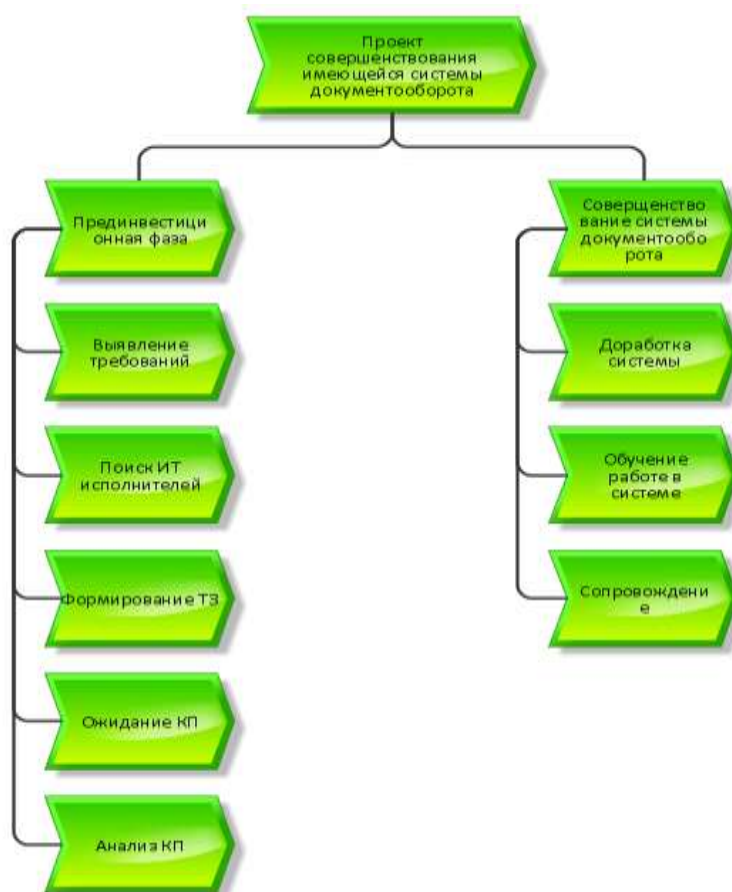 Проект
совершенствования
имеющейся системы
документооборота
Прединвестици
онная фаза
Выявление
требований
Поиск ИТ
исполнителей
Формирование ТЗ
Ожидание КП
Анализ КП
Соверщенство
вание системы
документообо
рота
Доработка
системы
Обучение
работе в
системе
Сопровождени
е